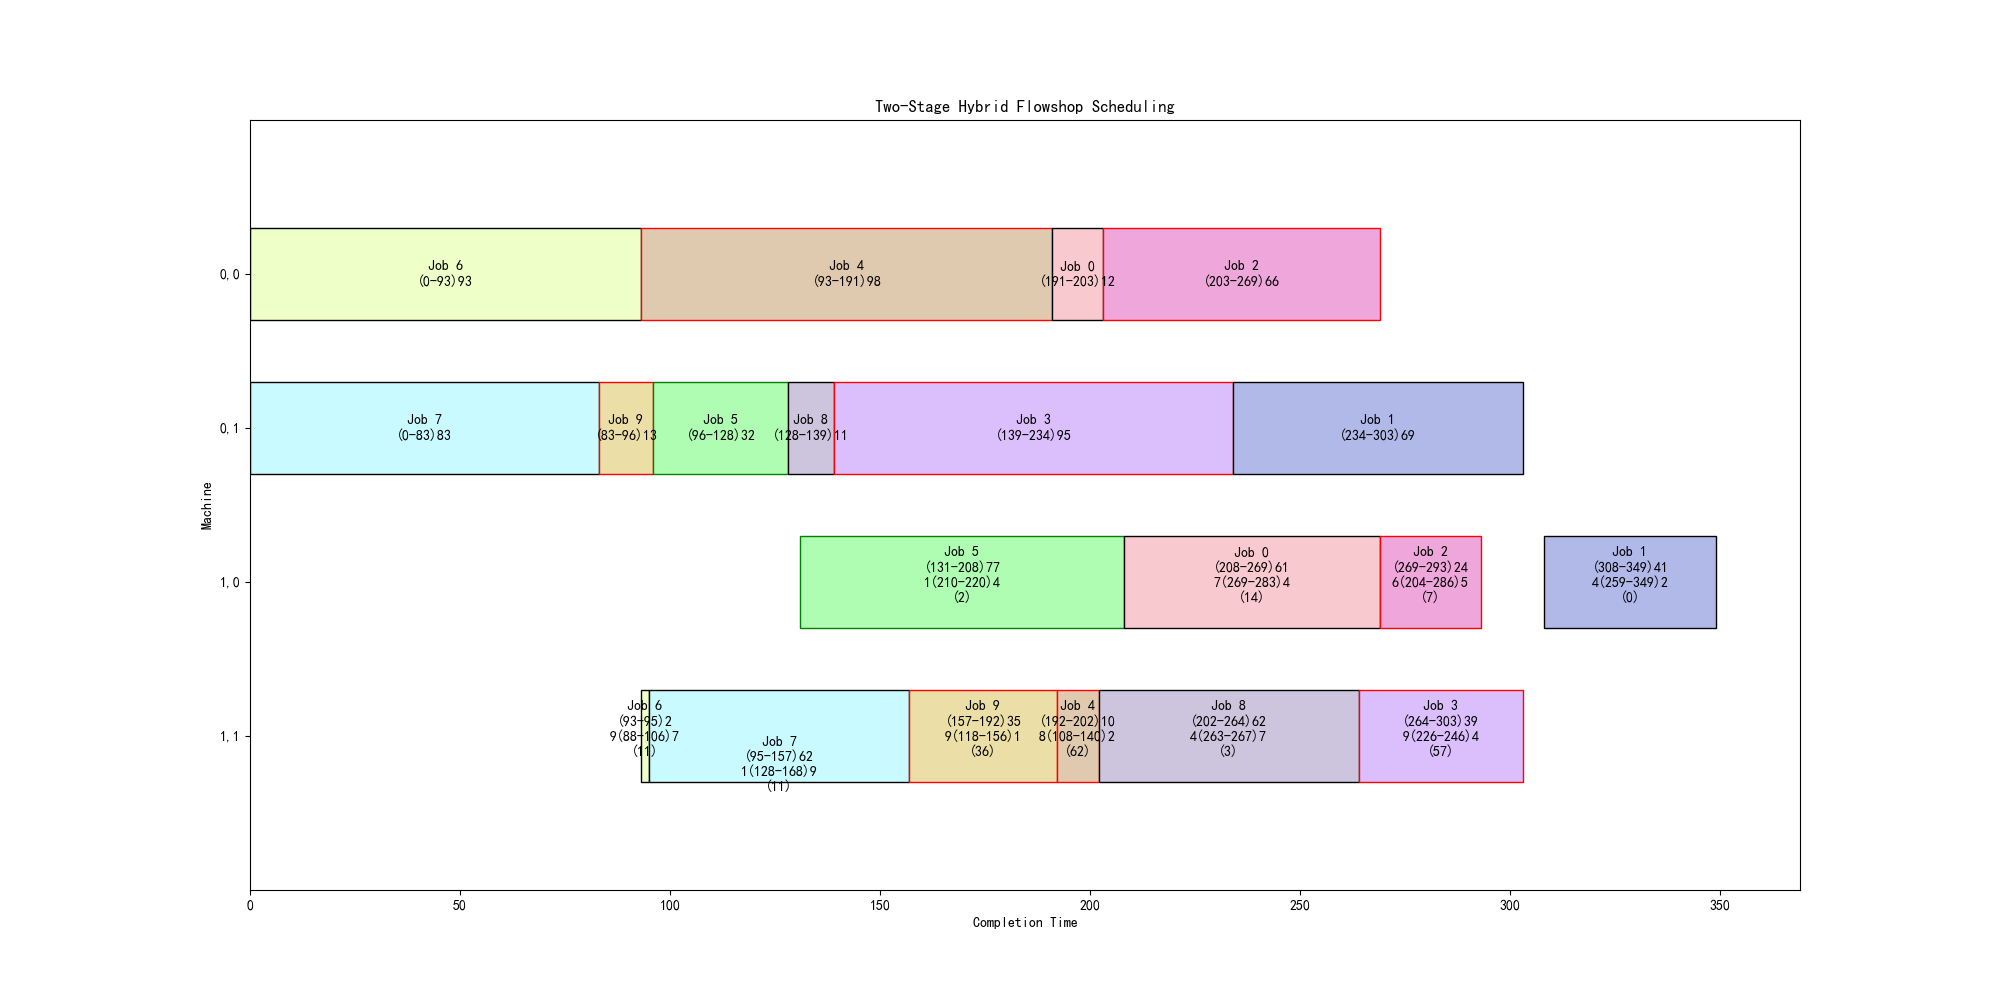 Two-Stage Hybrid Flowshop Scheduling
Machine
0,0
Job 6
(0-93)93
Job 4
(93-191)98
Job 0
(191-203)12
Job 2
(203-269)66
0,1
Job 7
(0-83)83
Job 9
(83-96)13
Job 5
(96-128)32
Job 8
(128-139)11
Job 3
(139-234)95
Job 1
(234-303)69
1,0
Job 5
(131-208)77
1(210-220)4
(2)
Job 0
(208-269)61
7(269-283)4
(14)
Job 2
(269-293)24
6(204-286)5
(7)
Job 1
(308-349)41
4(259-349)2
(0)
1,1
Job 6
(93-95)2
9(88-106)7
(11)
Job 7
(95-157)62
1(128-168)9
(11)
Job 9
(157-192)35
9(118-156)1
(36)
Job 4
(192-202)10
8(108-140)2
(62)
Job 8
(202-264)62
4(263-267)7
(3)
Job 3
(264-303)39
9(226-246)4
(57)
0
50
100
150
200
250
300
350
Completion Time